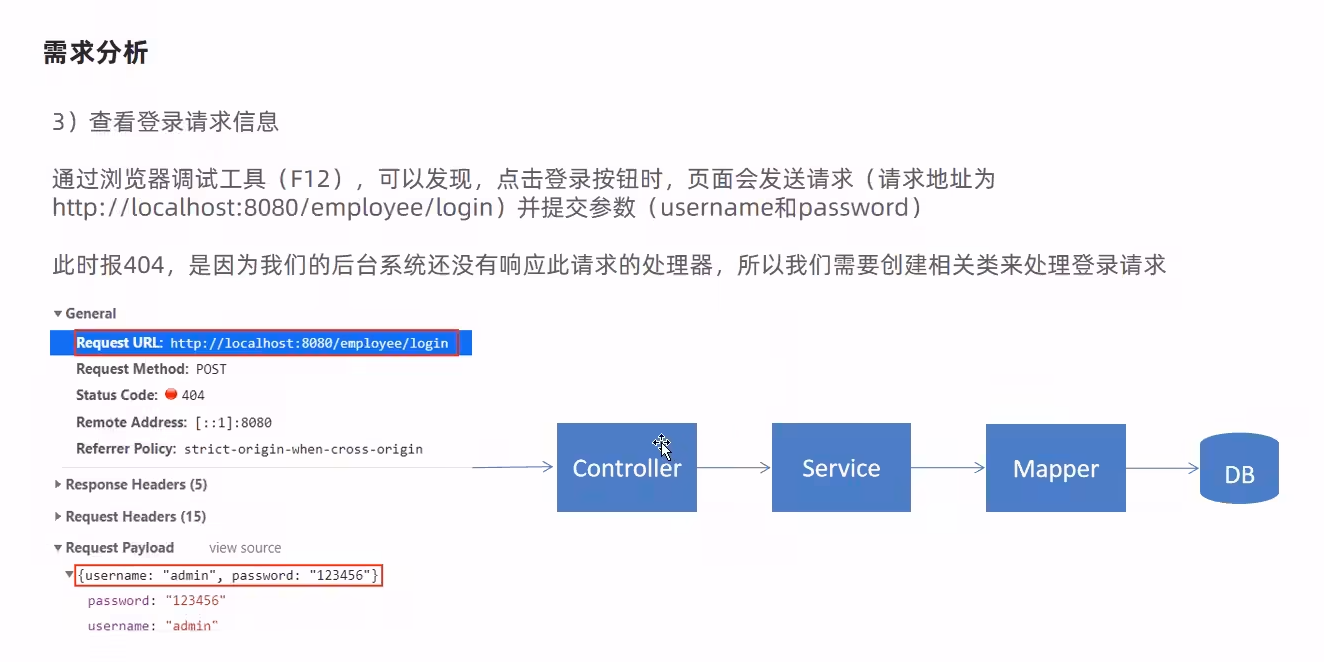 需求分析
3）查看登录请求信息
通过浏览器调试工具（F12），可以发现，点击登录按钮时，页面会发送请求（请求地址为
http://localhost:8080/employee/login）并提交参数（username和password）
此时报404，是因为我们的后台系统还没有响应此请求的处理器，所以我们需要创建相关类来处理登录请求
General
Request URL: http://localhost:8080/employee/login
Request Method: POST
Status Code: 404
Remote Address: [::1]:8080
Referrer Policy: strict-origin-when-cross-origin
Response Headers (5)
Request Headers (15)
Request Payload view source
{username: "admin", password: "123456"}
password: "123456"
username: "admin"
Controller
Service
Mapper
DB